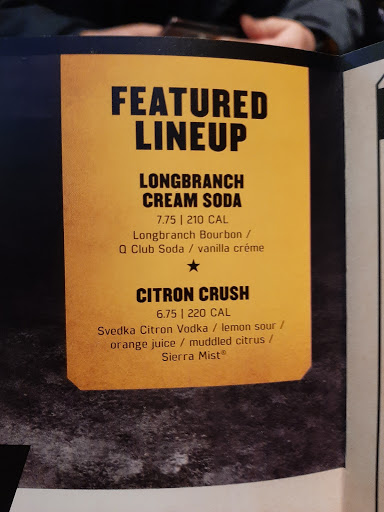 FEATURED
LINEUP
LONGBRANCH
CREAM SODA
7.75 | 210 CAL
Longbranch Bourbon /
Q Club Soda / vanilla créme
★
CITRON CRUSH
6.75 | 220 CAL
Svedka Citron Vodka / lemon sour /
orange juice / muddled citrus /
Sierra Mist®